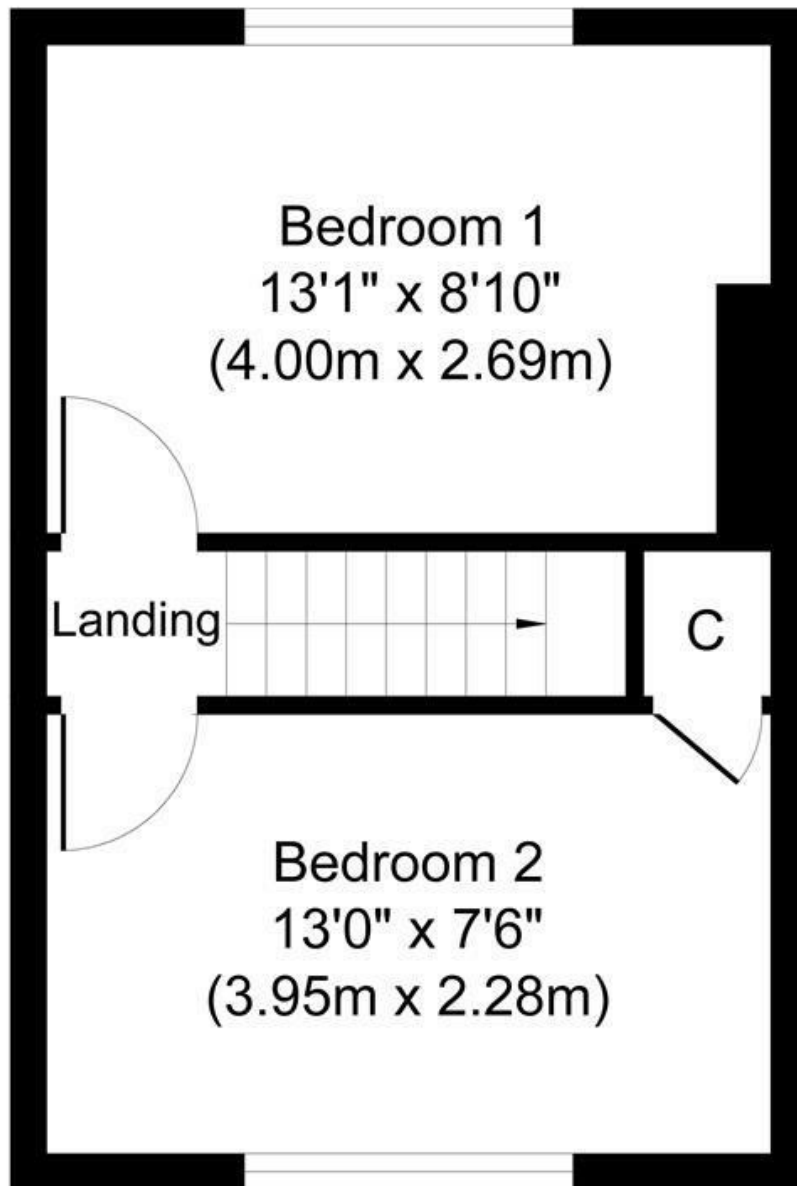 Bedroom 1
13'1" x 8'10"
(4.00m x 2.69m)
Landing
C
Bedroom 2
13'0" x 7'6"
(3.95m x 2.28m)